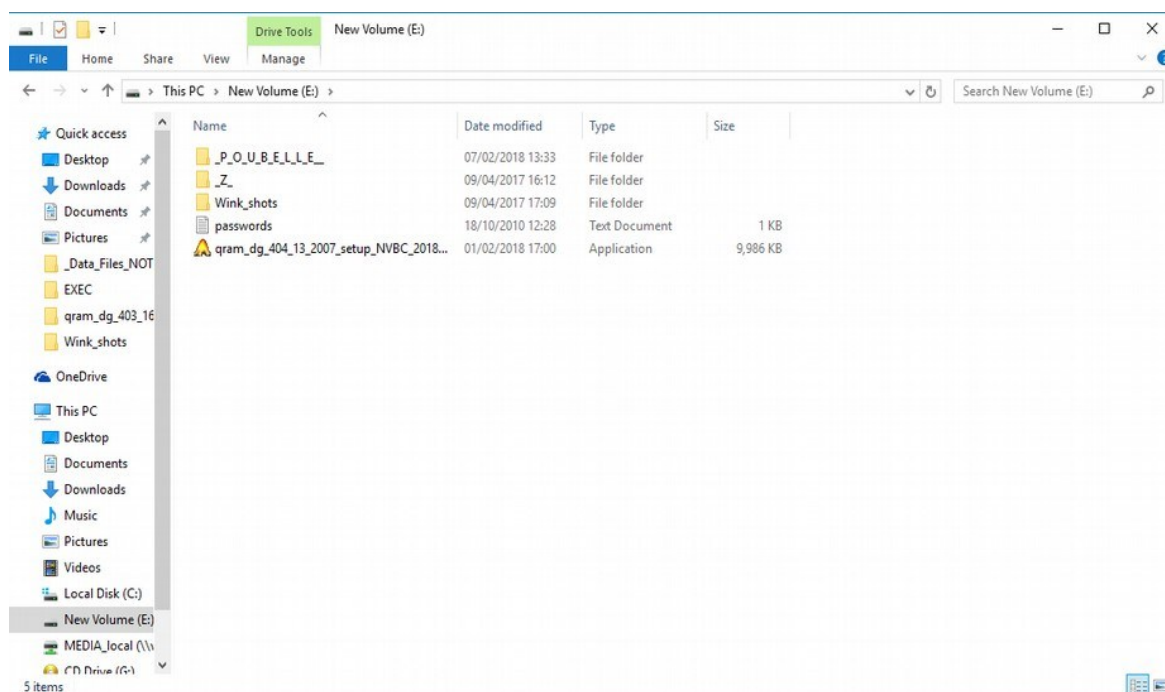 Drive Tools New Volume (E:)
File Home Share View Manage
This PC > New Volume (E:) > Search New Volume (E:)
Quick access
Desktop
Downloads
Documents
Pictures
_Data_Files_NOT
EXEC
qram_dg_403_16
Wink_shots
OneDrive
This PC
Desktop
Documents
Downloads
Music
Pictures
Videos
Local Disk (C:)
New Volume (E:)
MEDIA_local (\\
CD Drive (G:)
Name Date modified Type Size
_P_O_U_B_E_L_L_E__ 07/02/2018 13:33 File folder
_Z_ 09/04/2017 16:12 File folder
Wink_shots 09/04/2017 17:09 File folder
passwords 18/10/2010 12:28 Text Document 1 KB
qram_dg_404_13_2007_setup_NVBC_2018... 01/02/2018 17:00 Application 9,986 KB
5 items